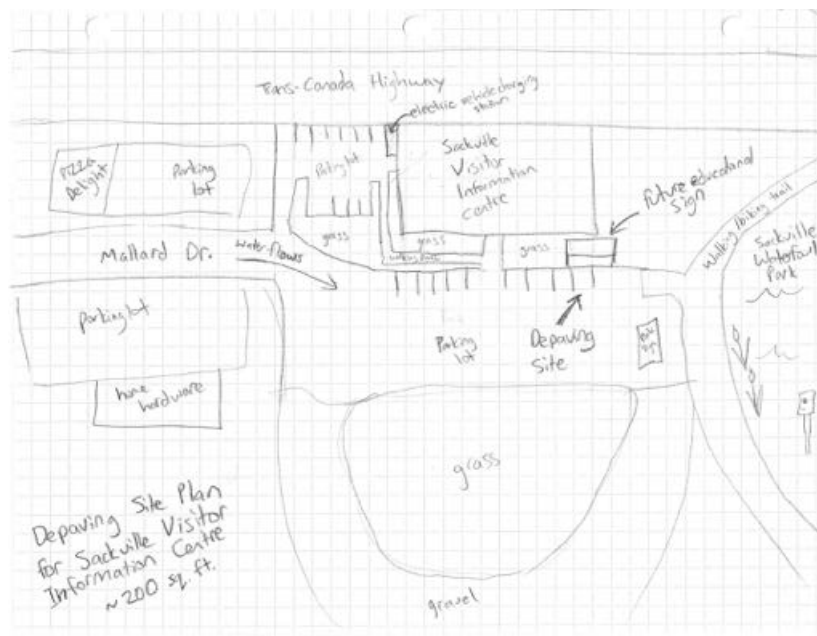 Trans-Canada Highway
electric vehicle charging
station
Pizza
Delight
Parking
lot
Parking lot
Sackville
Visitor
Information
centre
future educational
sign
Walking/biking trail
Sackville
Waterfowl
Park
Mallard Dr.
water flows
grass
grass
grass
parking lot
Parking
lot
Depaving
Site
home
hardware
grass
Depaving Site Plan
for Sackville Visitor
Information Centre
~200 sq. ft.
gravel